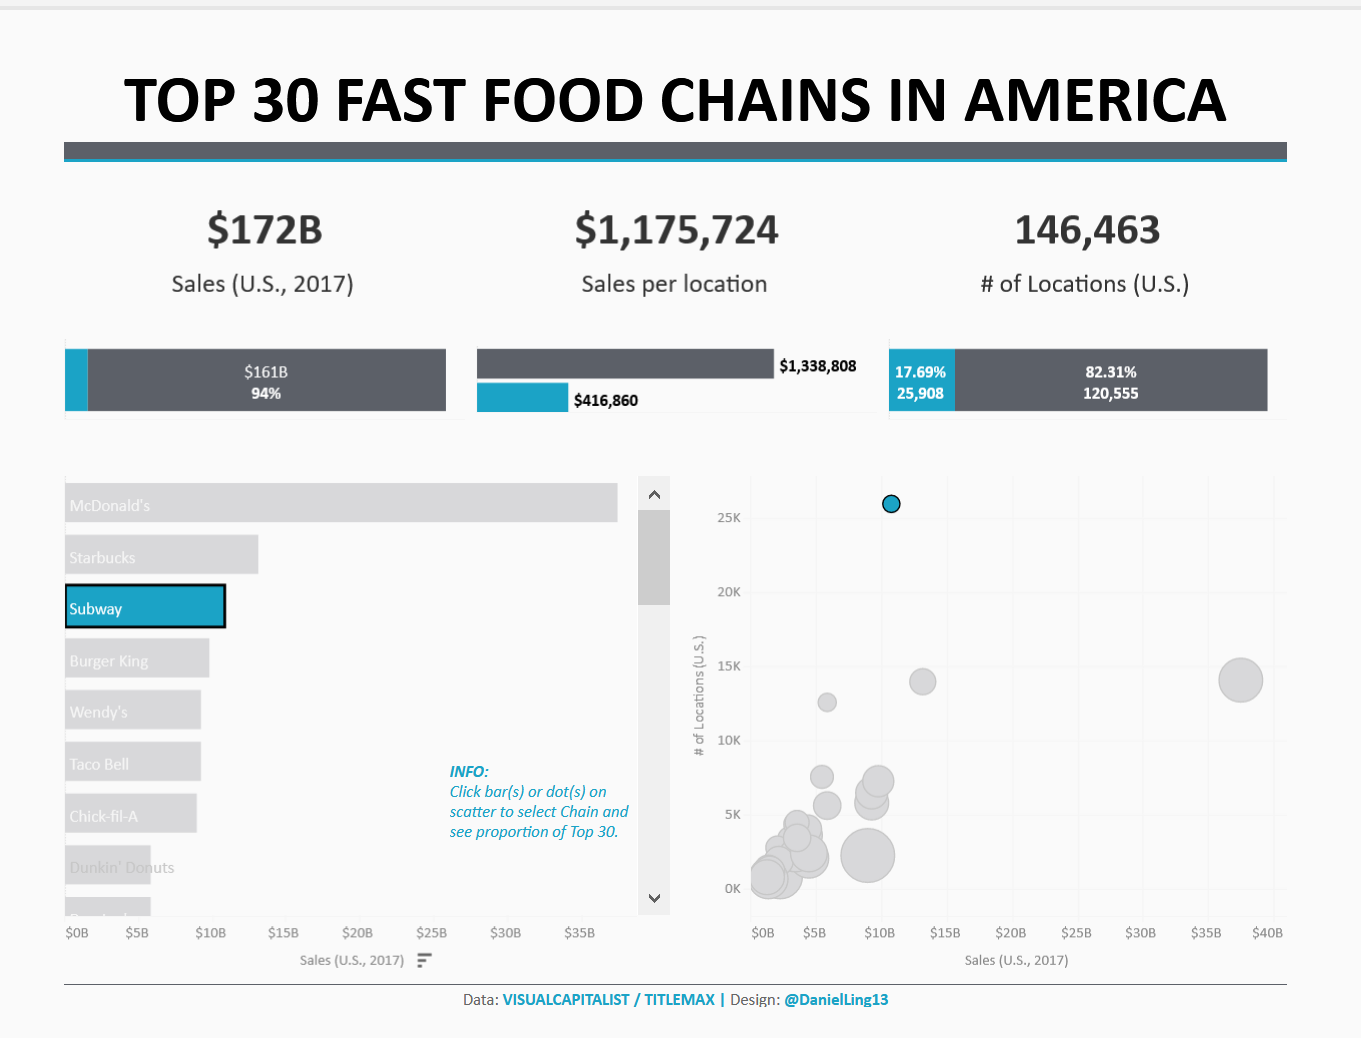 TOP 30 FAST FOOD CHAINS IN AMERICA
$172B
Sales (U.S., 2017)
$1,175,724
Sales per location
146,463
# of Locations (U.S.)
$161B
94%
$1,338,808
$416,860
17.69%
25,908
82.31%
120,555
McDonald's
Starbucks
Subway
Burger King
Wendy's
Taco Bell
Chick-fil-A
Dunkin' Donuts
INFO:
Click bar(s) or dot(s) on
scatter to select Chain and
see proportion of Top 30.
$0B $5B $10B $15B $20B $25B $30B $35B
Sales (U.S., 2017)
# of Locations (U.S.)
25K
20K
15K
10K
5K
0K
$0B $5B $10B $15B $20B $25B $30B $35B $40B
Sales (U.S., 2017)
Data: VISUALCAPITALIST / TITLEMAX | Design: @DanielLing13